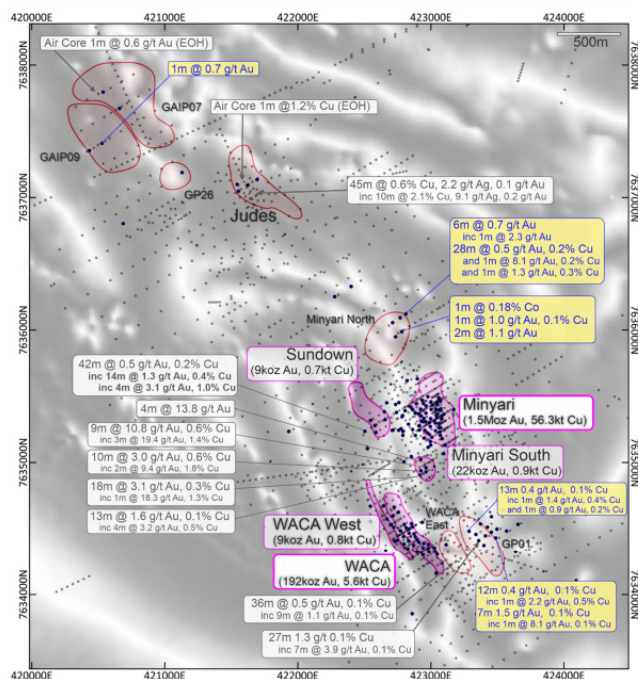 420000E 421000E 422000E 423000E 424000E
500m
7638000N
7638000N
Air Core 1m @ 0.6 g/t Au (EOH)
1m @ 0.7 g/t Au
GAIP07
Air Core 1m @1.2% Cu (EOH)
GAIP09
GP26
45m @ 0.6% Cu, 2.2 g/t Ag, 0.1 g/t Au
inc 10m @ 2.1% Cu, 9.1 g/t Ag, 0.2 g/t Au
7637000N
7637000N
Judes
6m @ 0.7 g/t Au
inc 1m @ 2.3 g/t Au
28m @ 0.5 g/t Au, 0.2% Cu
and 1m @ 8.1 g/t Au, 0.2% Cu
and 1m @ 1.3 g/t Au, 0.3% Cu
Minyari North
1m @ 0.18% Co
1m @ 1.0 g/t Au, 0.1% Cu
2m @ 1.1 g/t Au
7636000N
7636000N
Sundown
(9koz Au, 0.7kt Cu)
42m @ 0.5 g/t Au, 0.2% Cu
inc 14m @ 1.3 g/t Au, 0.4% Cu
inc 4m @ 3.1 g/t Au, 1.0% Cu
4m @ 13.8 g/t Au
Minyari
(1.5Moz Au, 56.3kt Cu)
9m @ 10.8 g/t Au, 0.6% Cu
inc 3m @ 19.4 g/t Au, 1.4% Cu
10m @ 3.0 g/t Au, 0.6% Cu
inc 2m @ 9.4 g/t Au, 1.8% Cu
Minyari South
(22koz Au, 0.9kt Cu)
7635000N
7635000N
18m @ 3.1 g/t Au, 0.3% Cu
inc 1m @ 18.3 g/t Au, 1.3% Cu
13m @ 1.6 g/t Au, 0.1% Cu
inc 4m @ 3.2 g/t Au, 0.5% Cu
13m 0.4 g/t Au, 0.1% Cu
inc 1m @ 1.4 g/t Au, 0.4% Cu
and 1m @ 0.9 g/t Au, 0.2% Cu
WACA West
(9koz Au, 0.8kt Cu)
WACA
East
GP01
WACA
(192koz Au, 5.6kt Cu)
12m 0.4 g/t Au, 0.1% Cu
inc 1m @ 2.2 g/t Au, 0.5% Cu
7m 1.5 g/t Au, 0.1% Cu
inc 1m @ 8.1 g/t Au, 0.1% Cu
7634000N
7634000N
36m @ 0.5 g/t Au, 0.1% Cu
inc 9m @ 1.1 g/t Au, 0.1% Cu
27m 1.3 g/t 0.1% Cu
inc 7m @ 3.9 g/t Au, 0.1% Cu
420000E 421000E 422000E 423000E 424000E